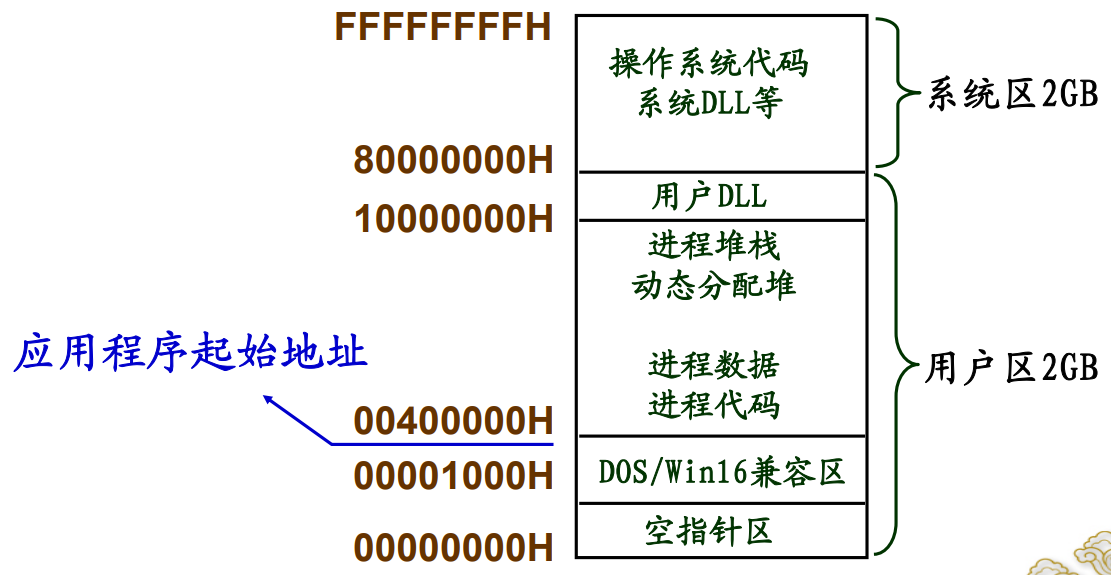 FFFFFFFFH
操作系统代码
系统DLL等
系统区2GB
80000000H
用户DLL
10000000H
进程堆栈
动态分配堆
应用程序起始地址
进程数据
用户区2GB
进程代码
00400000H
DOS/Win16兼容区
00001000H
空指针区
00000000H